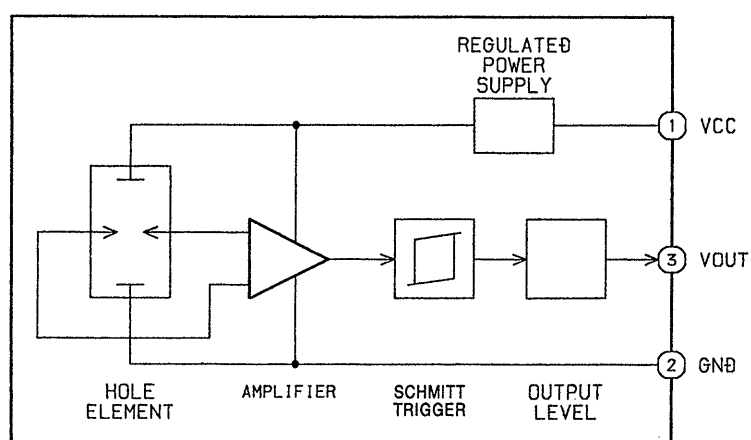 REGULATED
POWER
SUPPLY
1 VCC
3 VOUT
2 GND
HOLE
ELEMENT
AMPLIFIER
SCHMITT
TRIGGER
OUTPUT
LEVEL